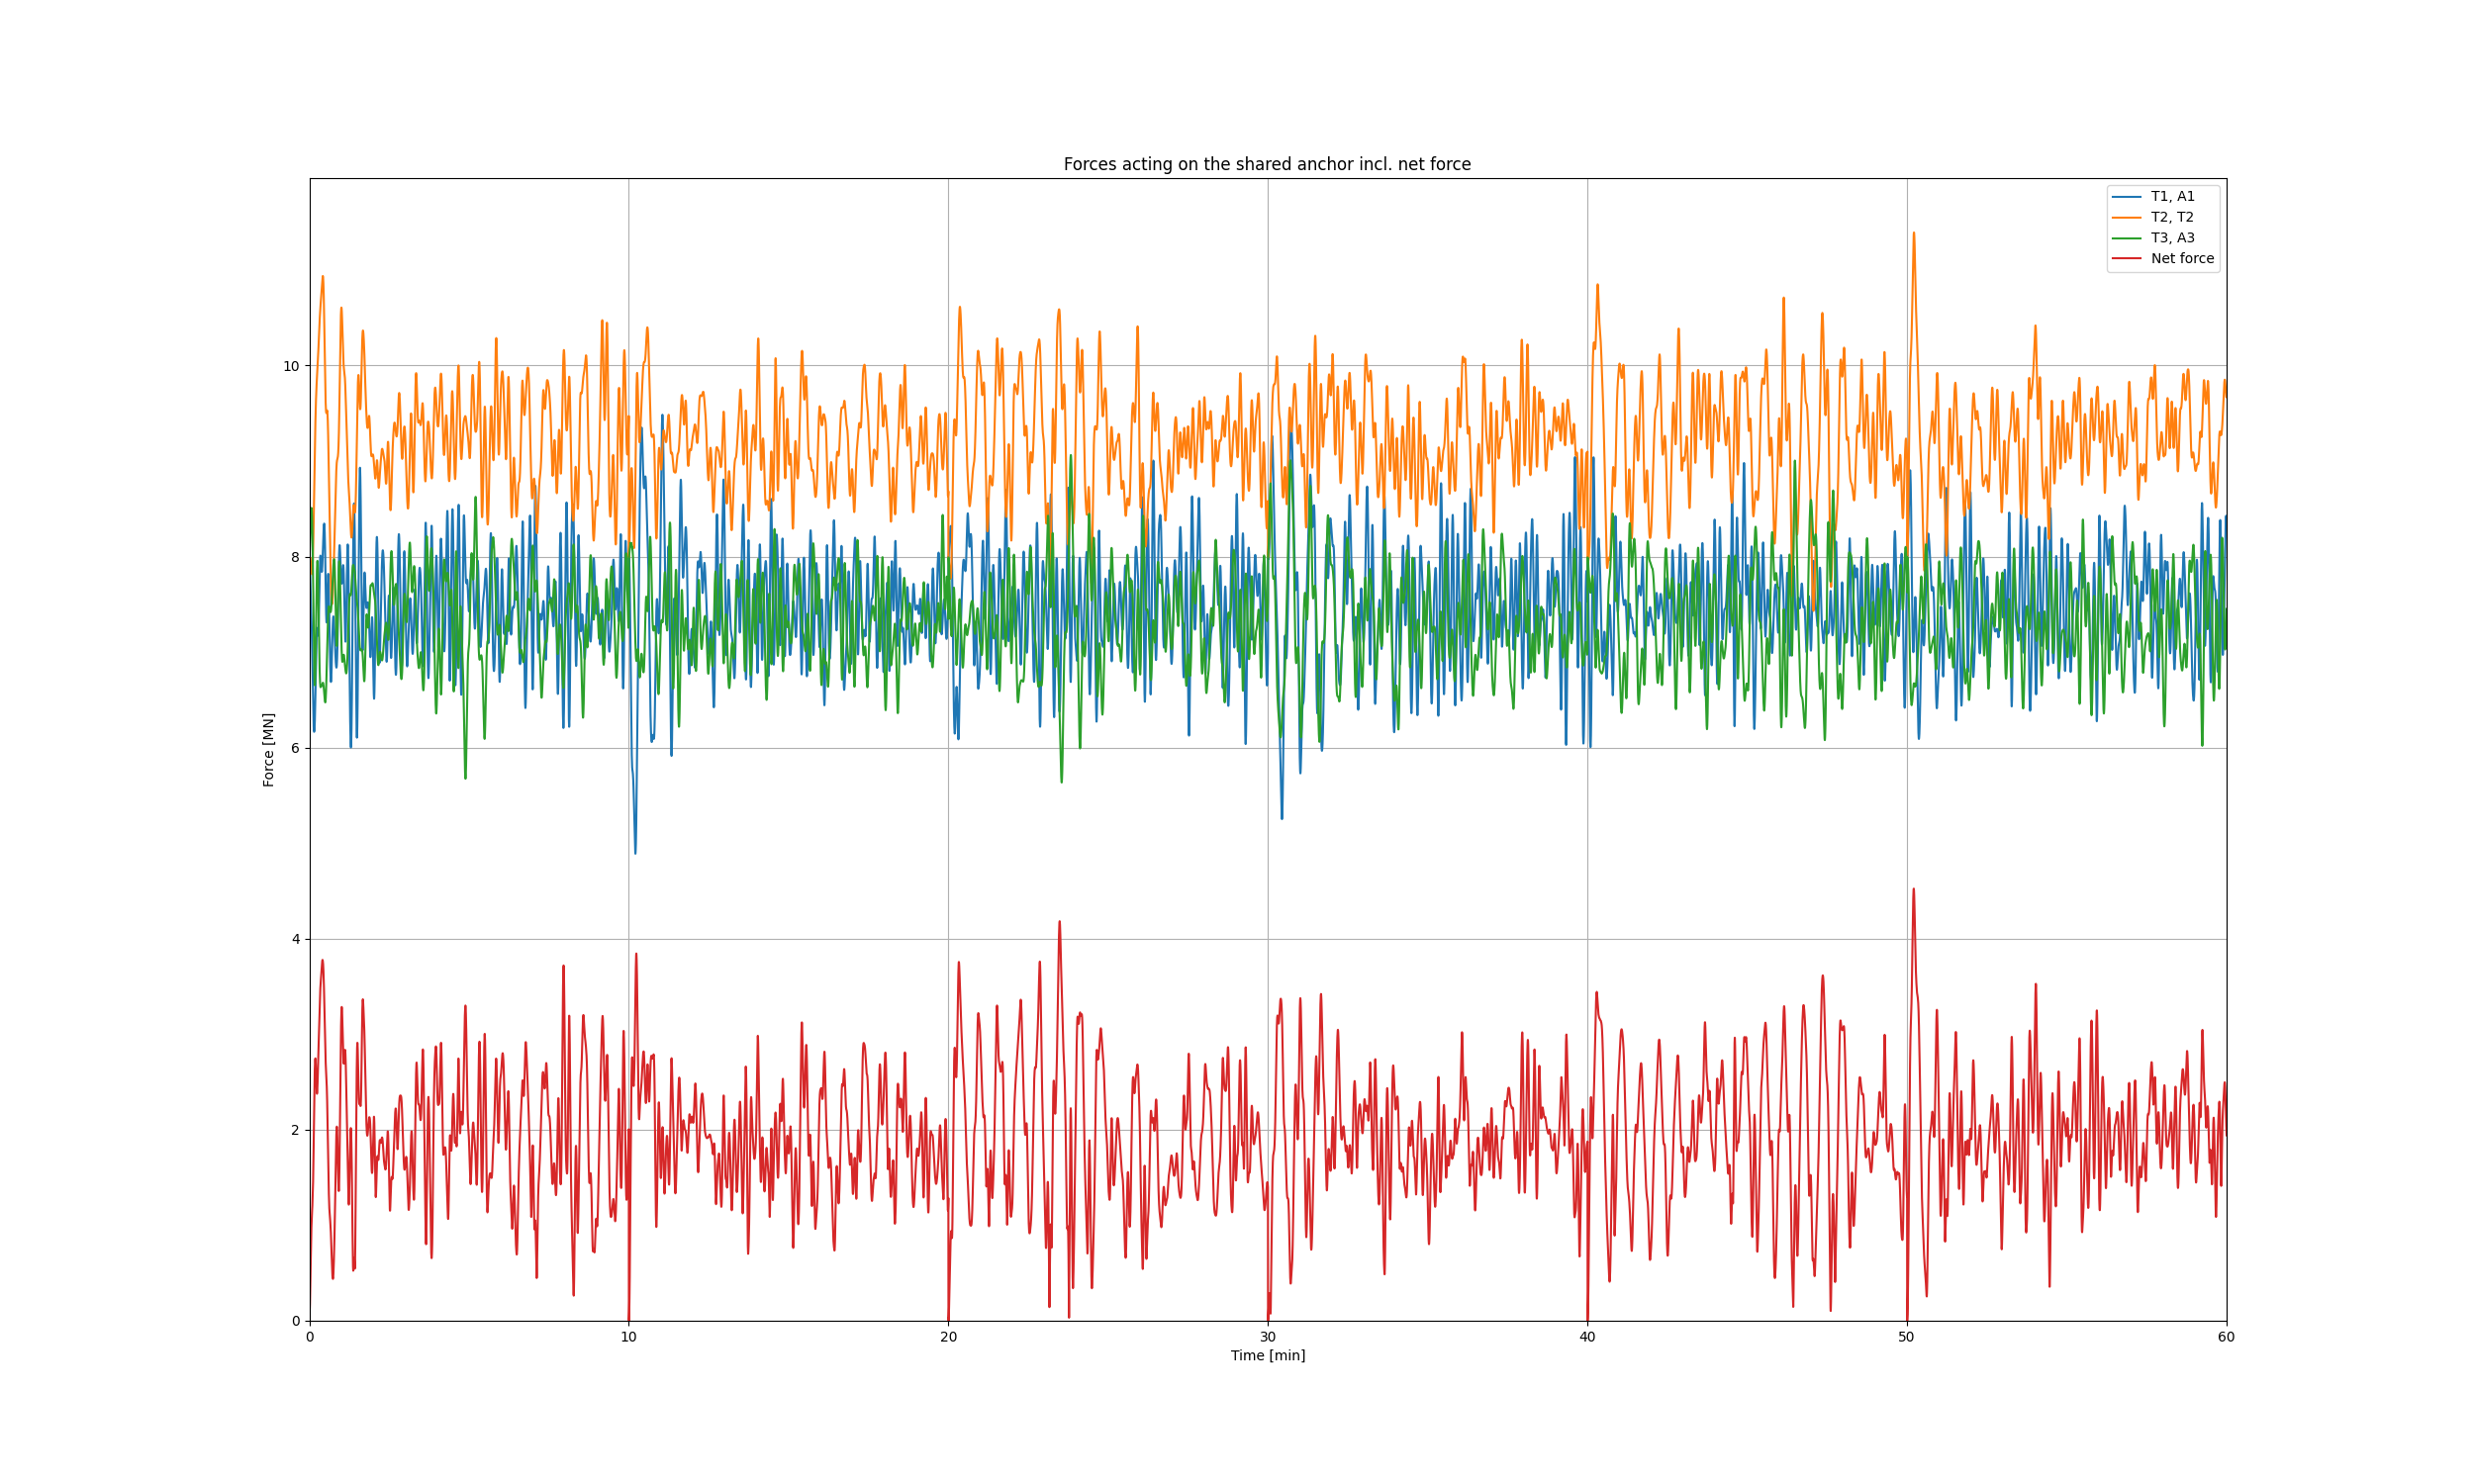 Forces acting on the shared anchor incl. net force
T1, A1
T2, T2
T3, A3
Net force
Force [MN]
10
8
6
4
2
0
0 10 20 30 40 50 60
Time [min]